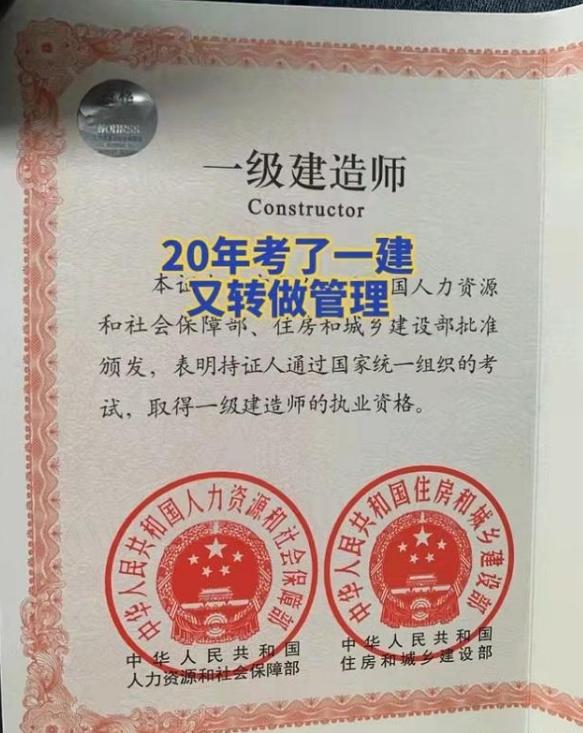 一级建造师
Constructor
20年考了一建
又转做管理
本证
国人力资源
和社会保障部、住房和城乡建设部批准
颁发，表明持证人通过国家统一组织的考
试，取得一级建造师的执业资格。
中华人民共和国人力资源和社会保障部
中华人民共和国住房和城乡建设部
中华人民共和国
人力资源和社会保障部
中华人民共和国
住房和城乡建设部